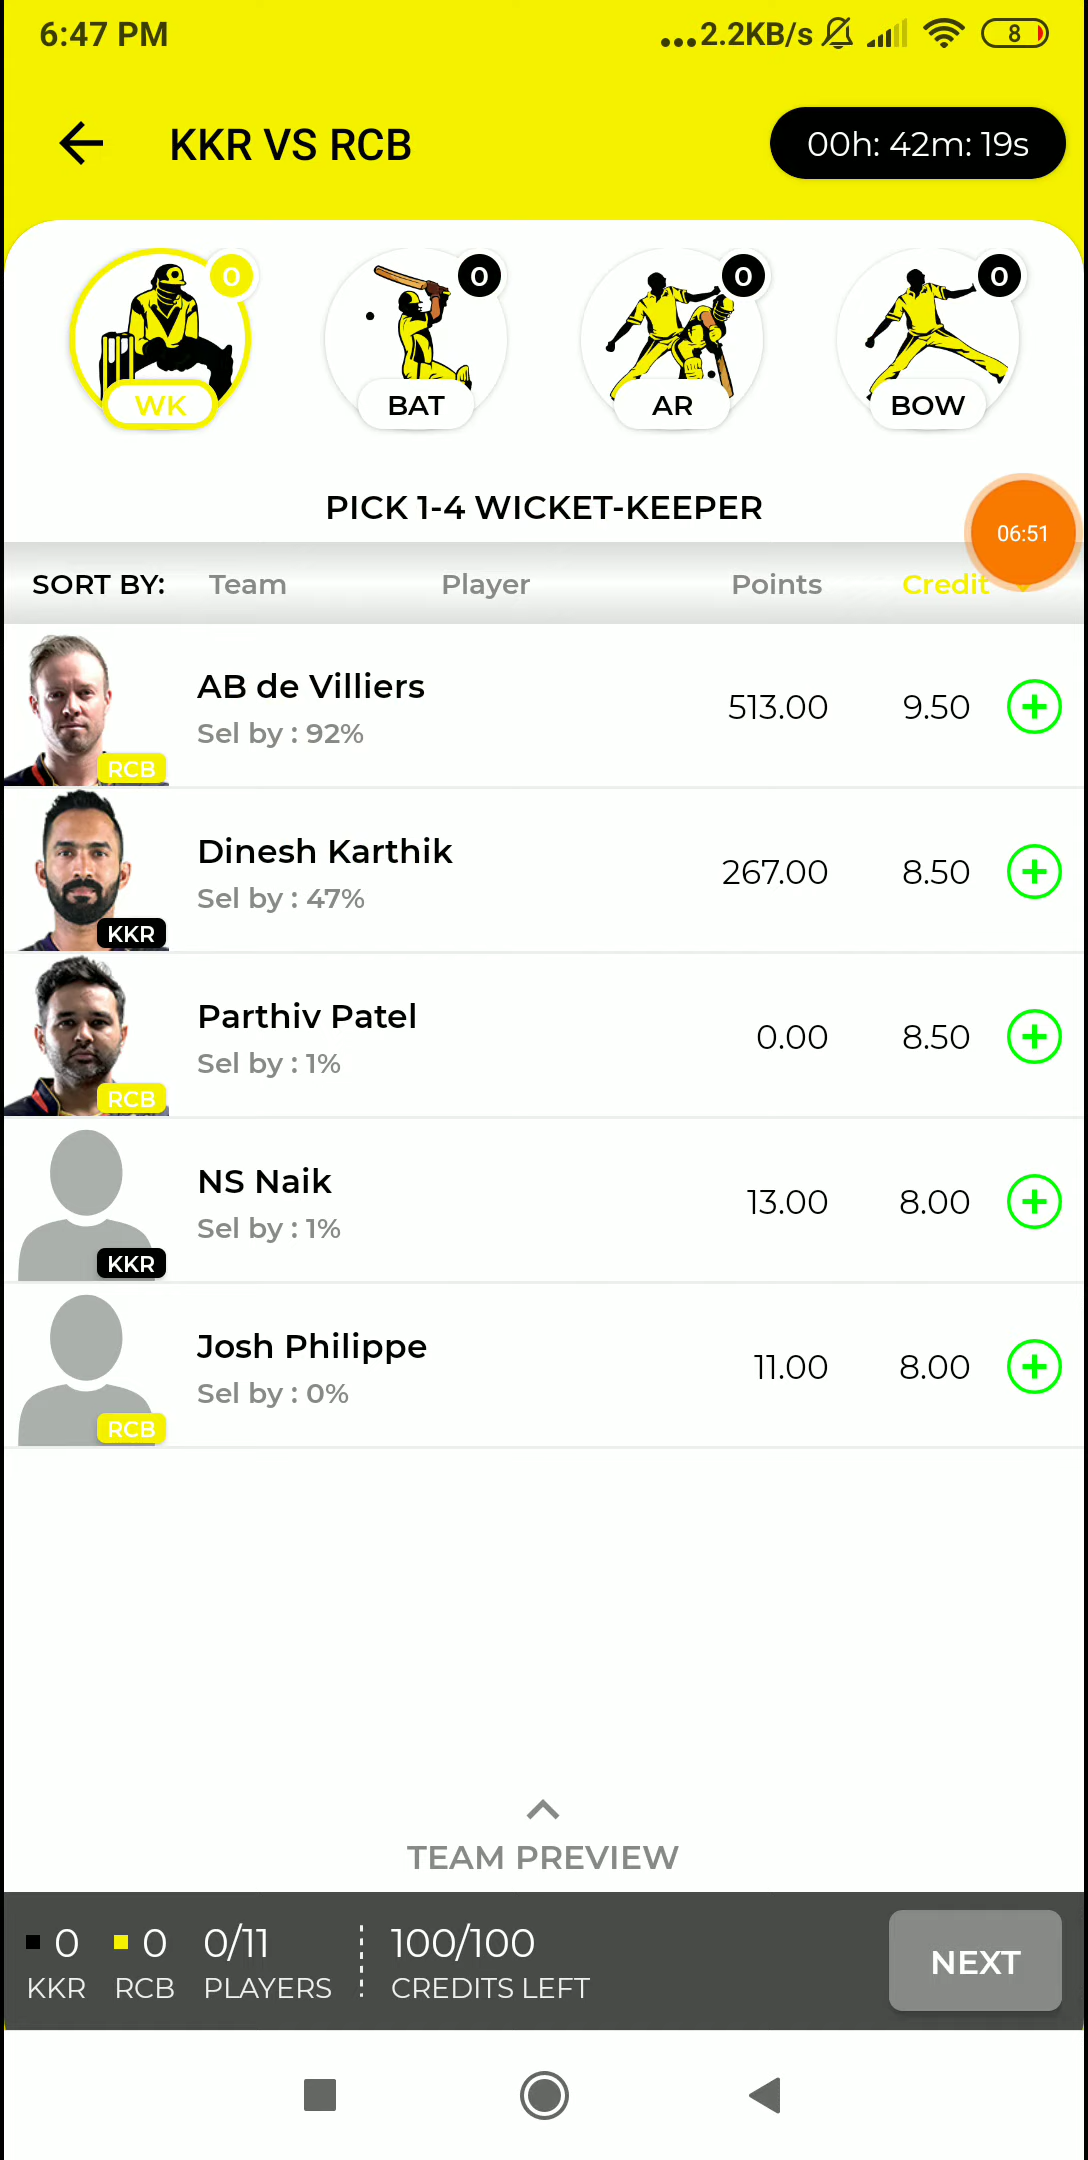 6:47 PM ...2.2KB/s 8
KKR VS RCB 00h: 42m: 19s
0 0 0 0
WK BAT AR BOW
PICK 1-4 WICKET-KEEPER
06:51
SORT BY: Team Player Points Credit
AB de Villiers 513.00 9.50
Sel by : 92%
RCB
Dinesh Karthik 267.00 8.50
Sel by : 47%
KKR
Parthiv Patel 0.00 8.50
Sel by : 1%
RCB
NS Naik 13.00 8.00
Sel by : 1%
KKR
Josh Philippe 11.00 8.00
Sel by : 0%
RCB
TEAM PREVIEW
0 0 0/11 100/100
KKR RCB PLAYERS CREDITS LEFT
NEXT